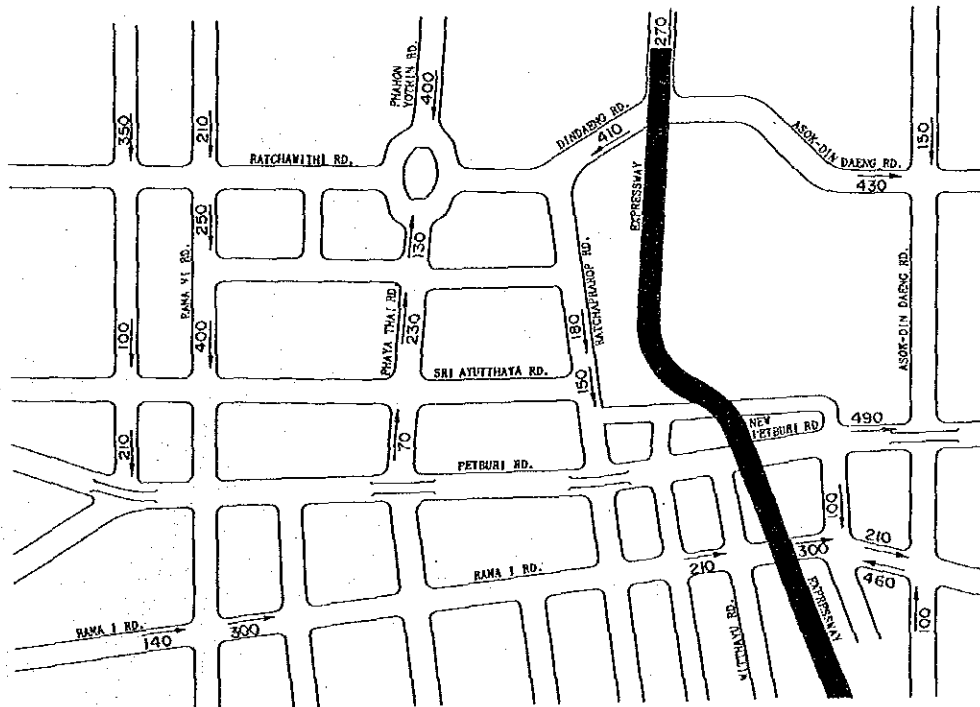 270
PHAHON
YOTHIN RD.
400
350
210
DINDAENG RD.
410
ASOK-DIN
DAENG RD.
430
150
RATCHAWITHI RD.
250
130
EXPRESSWAY
RAMA VI RD.
RATCHAPRAROP RD.
ASOK-DIN DAENG RD.
100
400
PHAYA THAI RD
230
180
SRI AYUTTHAYA RD.
150
490
NEW
PETBURI RD
210
70
PETBURI RD.
100
210
300
RAMA I RD.
210
460
EXPRESSWAY
WITTHAYU RD.
100
RAMA I RD.
140
300